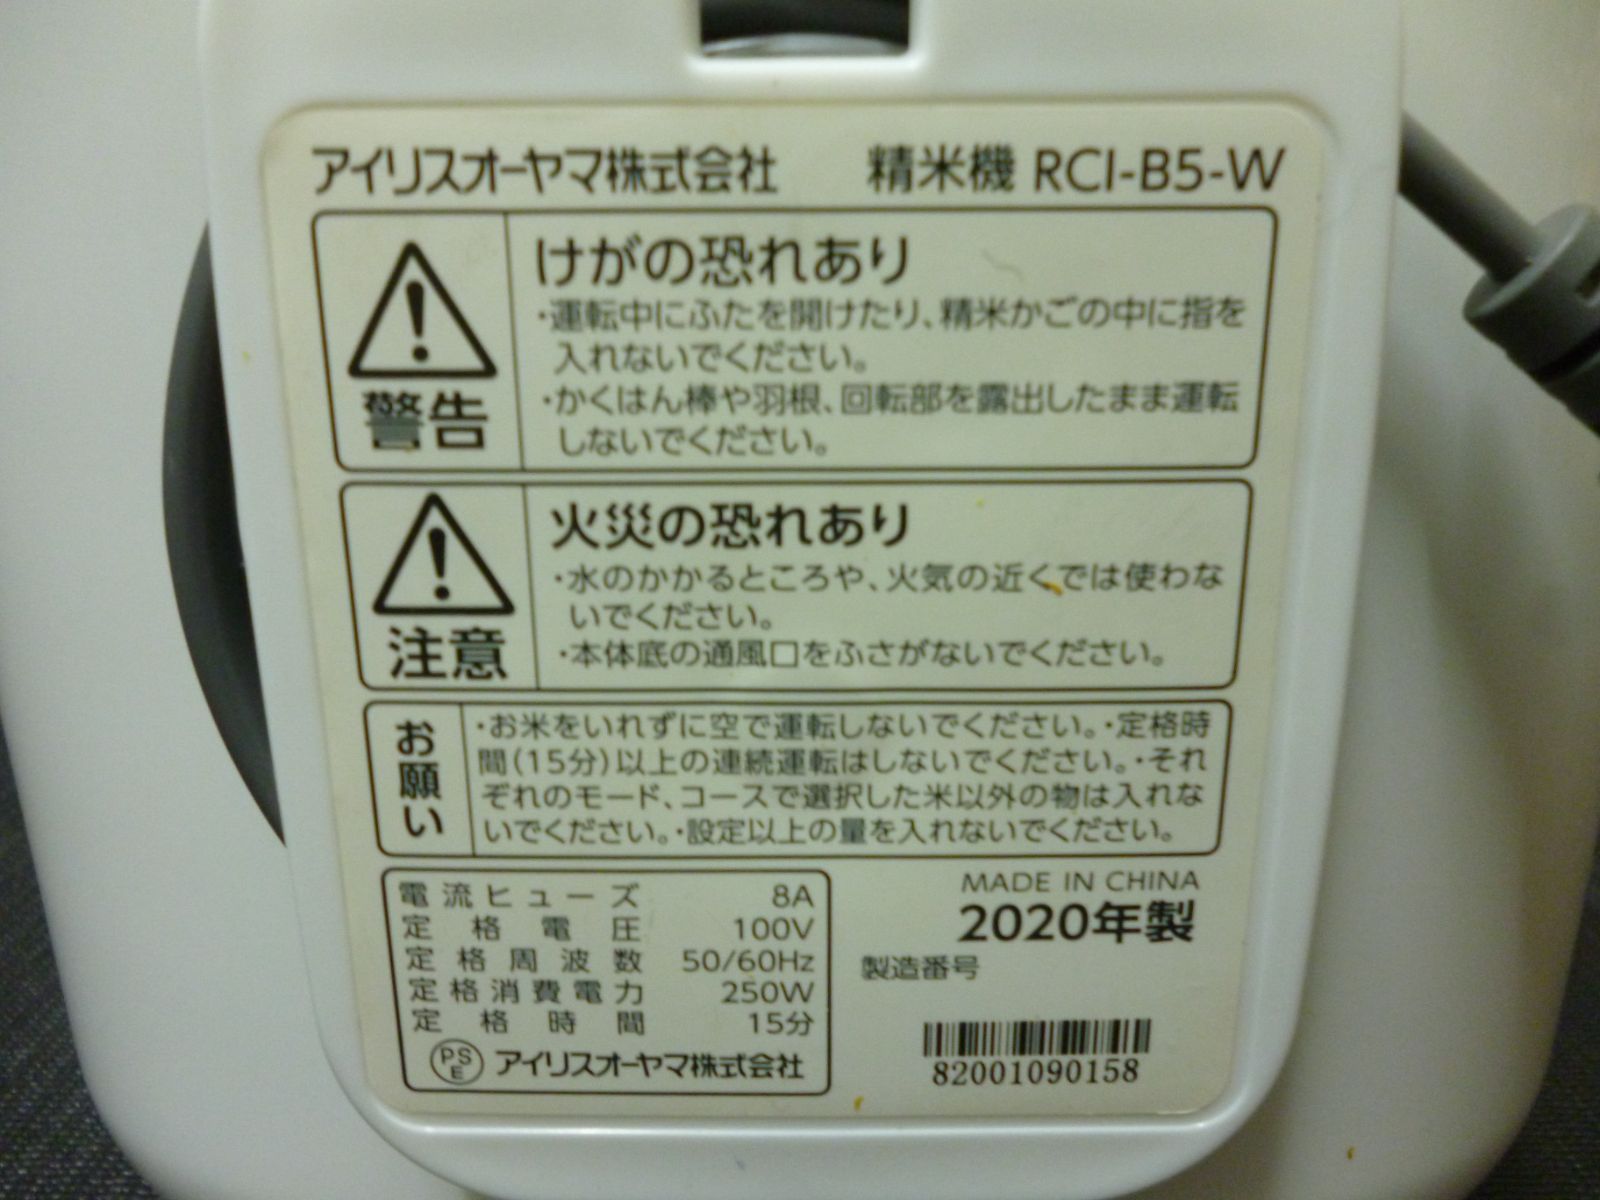 アイリスオーヤマ株式会社 精米機 RCI-B5-W
警告
けがの恐れあり
・運転中にふたを開けたり、精米かごの中に指を
入れないでください。
・かくはん棒や羽根、回転部を露出したまま運転
しないでください。
注意
火災の恐れあり
・水のかかるところや、火気の近くでは使わな
いでください。
・本体底の通風口をふさがないでください。
お願い
・お米をいれずに空で運転しないでください。・定格時
間(15分)以上の連続運転はしないでください。・それ
ぞれのモード、コースで選択した米以外の物は入れな
いでください。・設定以上の量を入れないでください。
電流ヒューズ 8A
定格電圧 100V
定格周波数 50/60Hz
定格消費電力 250W
定格時間 15分
PSE アイリスオーヤマ株式会社
MADE IN CHINA
2020年製
製造番号
82001090158